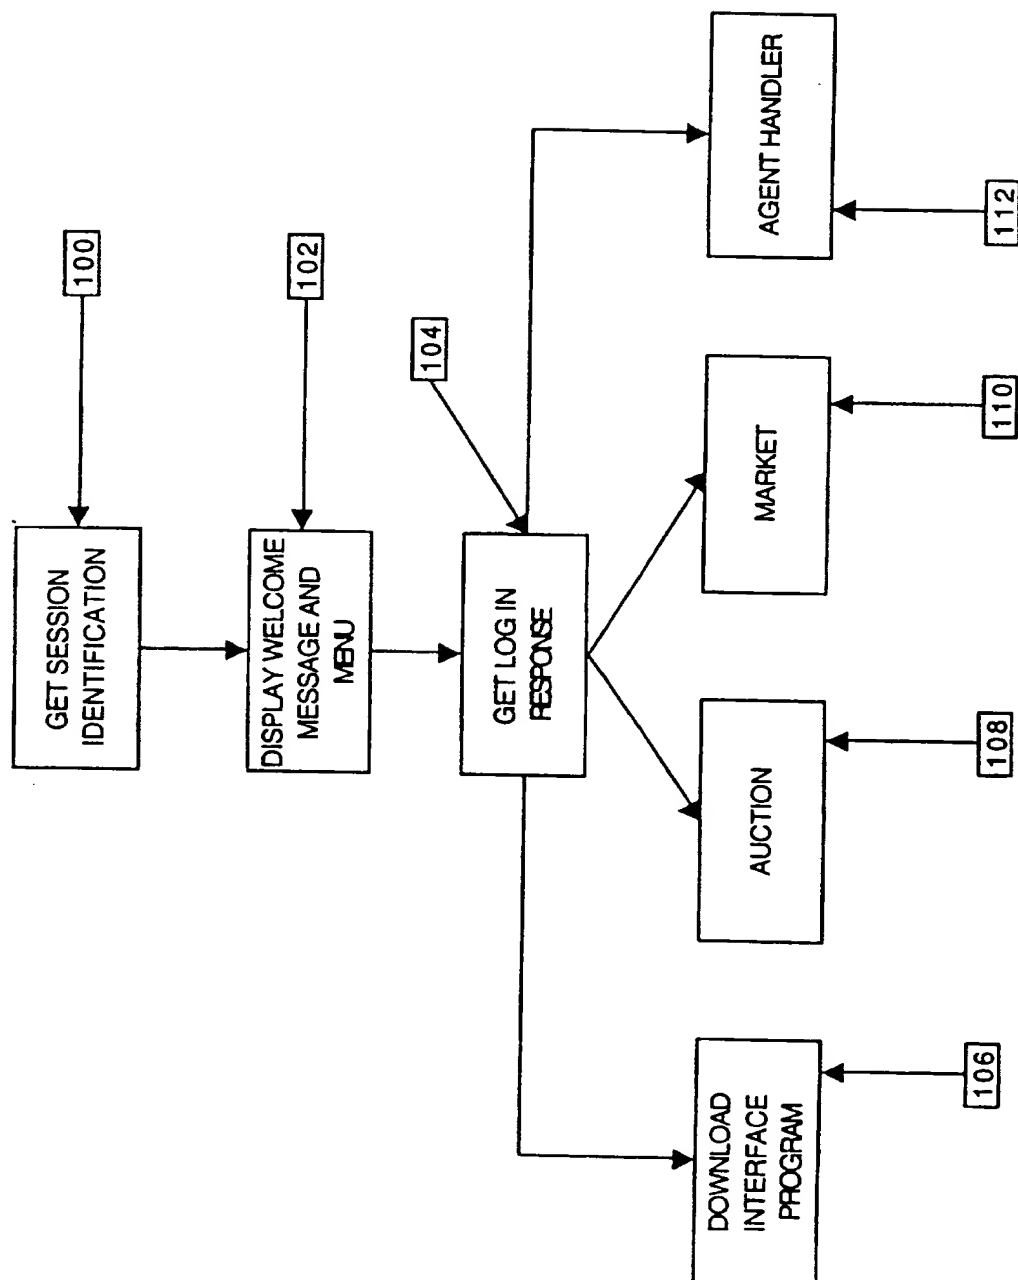 100
GET SESSION
IDENTIFICATION
102
DISPLAY WELCOME
MESSAGE AND
MENU
104
GET LOG IN
RESPONSE
DOWNLOAD
INTERFACE
PROGRAM
106
AUCTION
108
MARKET
110
AGENT HANDLER
112